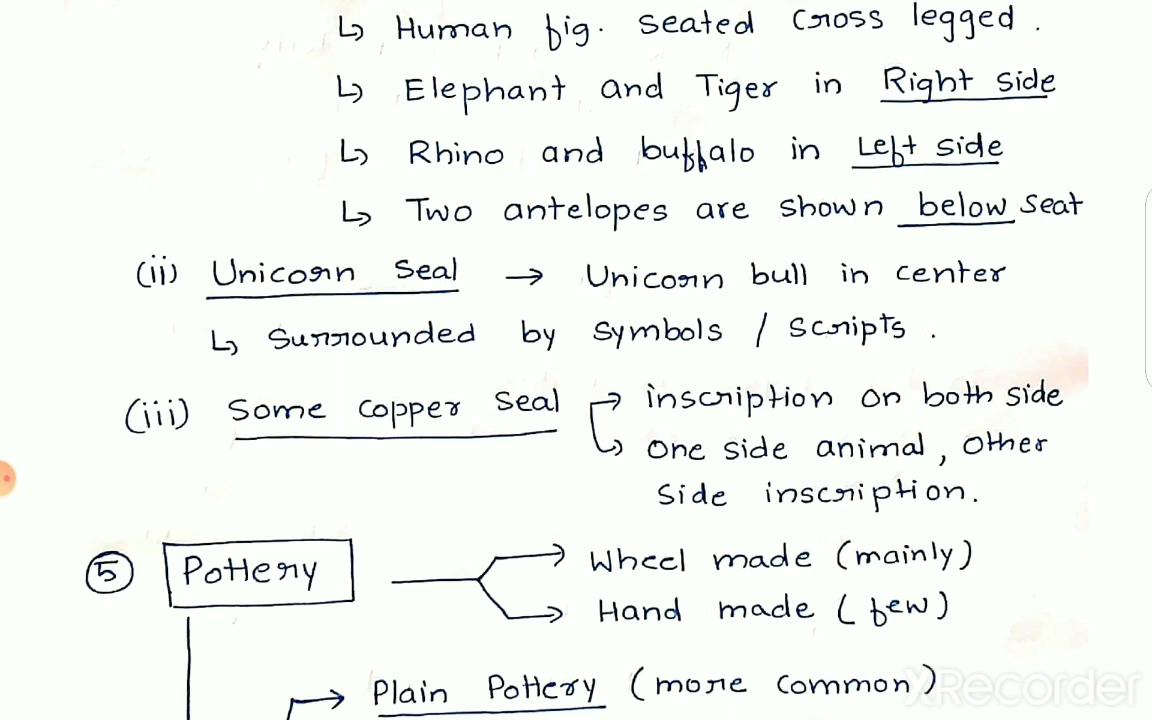 ↳ Human fig. seated cross legged.
↳ Elephant and Tiger in Right side
↳ Rhino and buffalo in Left side
↳ Two antelopes are shown below seat
(ii) Unicorn Seal → Unicorn bull in center
↳ Surrounded by symbols / scripts.
(iii) Some copper seal → inscription on both side
↳ One side animal, other
side inscription.
⑤ Pottery → Wheel made (mainly)
→ Hand made (few)
→ Plain Pottery (more common)
XRecorder